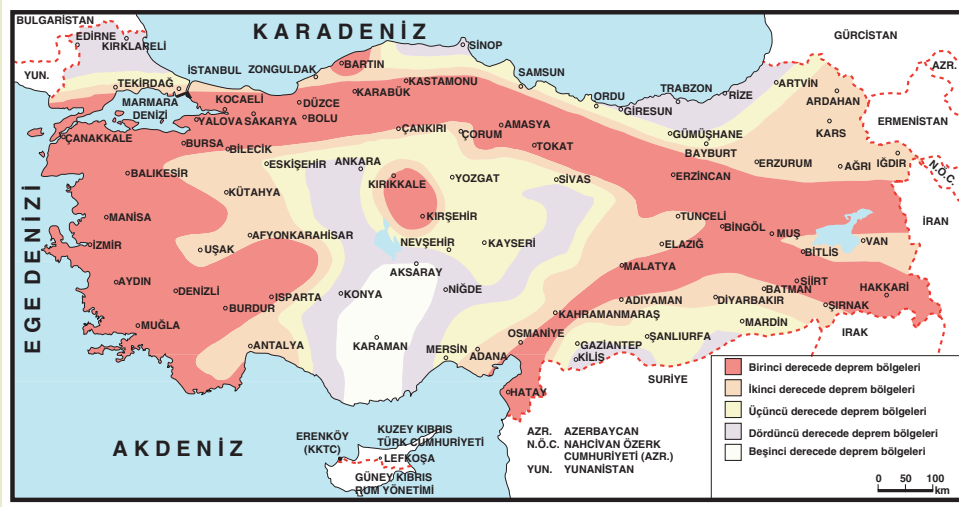 BULGARİSTAN
KARADENİZ
GÜRCİSTAN
EDİRNE
KIRKLARELİ
SİNOP
YUN.
İSTANBUL
ZONGULDAK
BARTIN
AZR.
TEKİRDAĞ
KASTAMONU
SAMSUN
TRABZON
RİZE
ARTVİN
MARMARA
DENİZİ
KOCAELİ
DÜZCE
KARABÜK
ORDU
GİRESUN
ARDAHAN
ERMENİSTAN
YALOVA
SAKARYA
BOLU
ÇANAKKALE
ÇANKIRI
ÇORUM
AMASYA
GÜMÜŞHANE
KARS
BURSA
BİLECİK
TOKAT
BAYBURT
ESKİŞEHİR
ANKARA
ERZURUM
AĞRI
IĞDIR
BALIKESİR
KIRIKKALE
YOZGAT
SİVAS
ERZİNCAN
N.Ö.C.
KÜTAHYA
EGE DENİZİ
MANİSA
KIRŞEHİR
TUNCELİ
BİNGÖL
İRAN
İZMİR
UŞAK
AFYONKARAHİSAR
NEVŞEHİR
KAYSERİ
ELAZIĞ
MUŞ
VAN
BİTLİS
AKSARAY
MALATYA
AYDIN
DENİZLİ
ISPARTA
KONYA
NİĞDE
ADIYAMAN
DİYARBAKIR
BATMAN
SİİRT
HAKKARİ
BURDUR
KAHRAMANMARAŞ
ŞIRNAK
MUĞLA
MARDİN
IRAK
ANTALYA
KARAMAN
MERSİN
ADANA
OSMANİYE
GAZİANTEP
ŞANLIURFA
KİLİS
SURİYE
HATAY
Birinci derecede deprem bölgeleri
İkinci derecede deprem bölgeleri
Üçüncü derecede deprem bölgeleri
Dördüncü derecede deprem bölgeleri
Beşinci derecede deprem bölgeleri
AKDENİZ
ERENKÖY
(KKTC)
KUZEY KIBRIS
TÜRK CUMHURİYETİ
LEFKOŞA
GÜNEY KIBRIS
RUM YÖNETİMİ
AZR. AZERBAYCAN
N.Ö.C. NAHCİVAN ÖZERK
CUMHURİYETİ (AZR.)
YUN. YUNANİSTAN
0 50 100
km